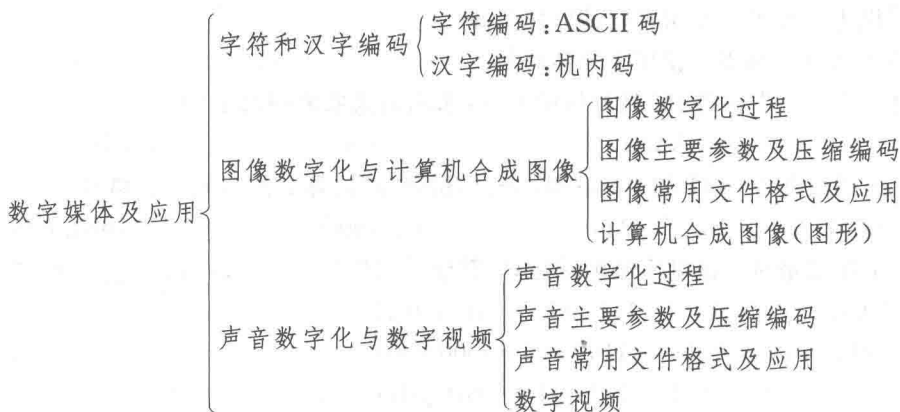 字符和汉字编码
字符编码:ASCII 码
汉字编码:机内码
数字媒体及应用
图像数字化与计算机合成图像
图像数字化过程
图像主要参数及压缩编码
图像常用文件格式及应用
计算机合成图像(图形)
声音数字化与数字视频
声音数字化过程
声音主要参数及压缩编码
声音常用文件格式及应用
数字视频